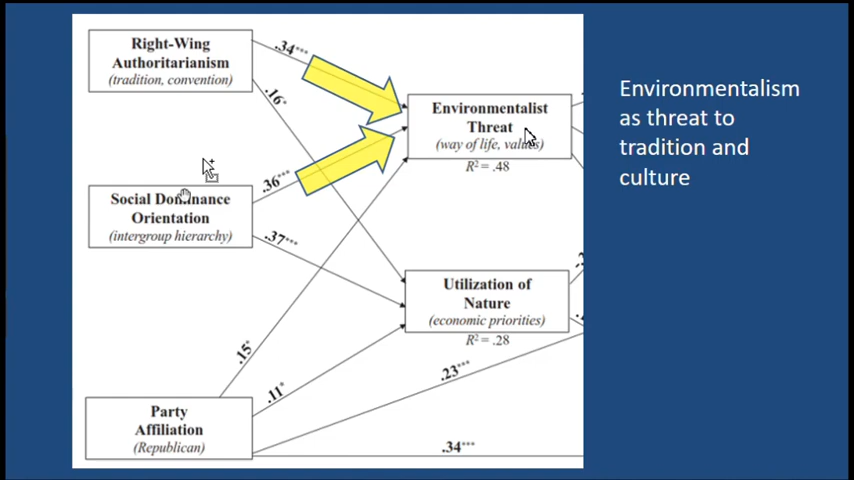 Right-Wing
Authoritarianism
(tradition, convention)
.34***
.16*
Environmentalist
Threat
(way of life, values)
R² = .48
Environmentalism
as threat to
tradition and
culture
.36***
Social Dominance
Orientation
(intergroup hierarchy)
.37***
Utilization of
Nature
(economic priorities)
R² = .28
.15*
.11*
.23***
Party
Affiliation
(Republican)
.34***